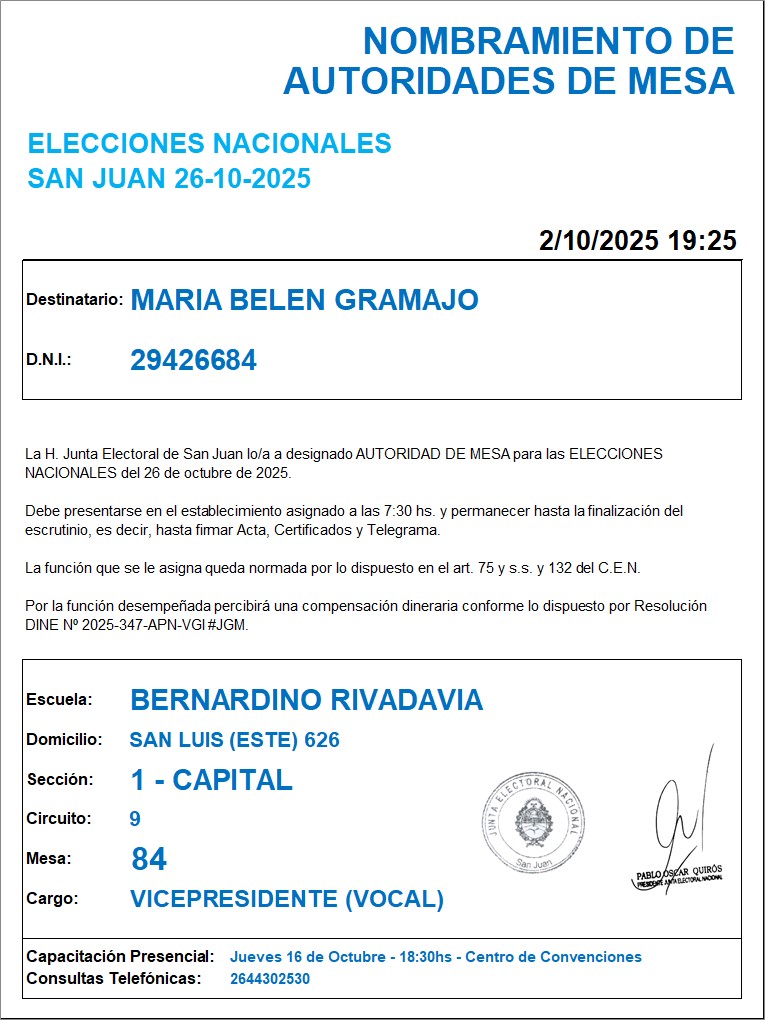 NOMBRAMIENTO DE
AUTORIDADES DE MESA
ELECCIONES NACIONALES
SAN JUAN 26-10-2025
2/10/2025 19:25
Destinatario: MARIA BELEN GRAMAJO
D.N.I.: 29426684
La H. Junta Electoral de San Juan lo/a a designado AUTORIDAD DE MESA para las ELECCIONES
NACIONALES del 26 de octubre de 2025.
Debe presentarse en el establecimiento asignado a las 7:30 hs. y permanecer hasta la finalización del
escrutinio, es decir, hasta firmar Acta, Certificados y Telegrama.
La función que se le asigna queda normada por lo dispuesto en el art. 75 y s.s. y 132 del C.E.N.
Por la función desempeñada percibirá una compensación dineraria conforme lo dispuesto por Resolución
DINE Nº 2025-347-APN-VGI#JGM.
Escuela: BERNARDINO RIVADAVIA
Domicilio: SAN LUIS (ESTE) 626
Sección: 1 - CAPITAL
Circuito: 9
Mesa: 84
Cargo: VICEPRESIDENTE (VOCAL)
JUNTA ELECTORAL NACIONAL
San Juan
PABLO OSCAR QUIRÓS
PRESIDENTE JUNTA ELECTORAL NACIONAL
Capacitación Presencial: Jueves 16 de Octubre - 18:30hs - Centro de Convenciones
Consultas Telefónicas: 2644302530